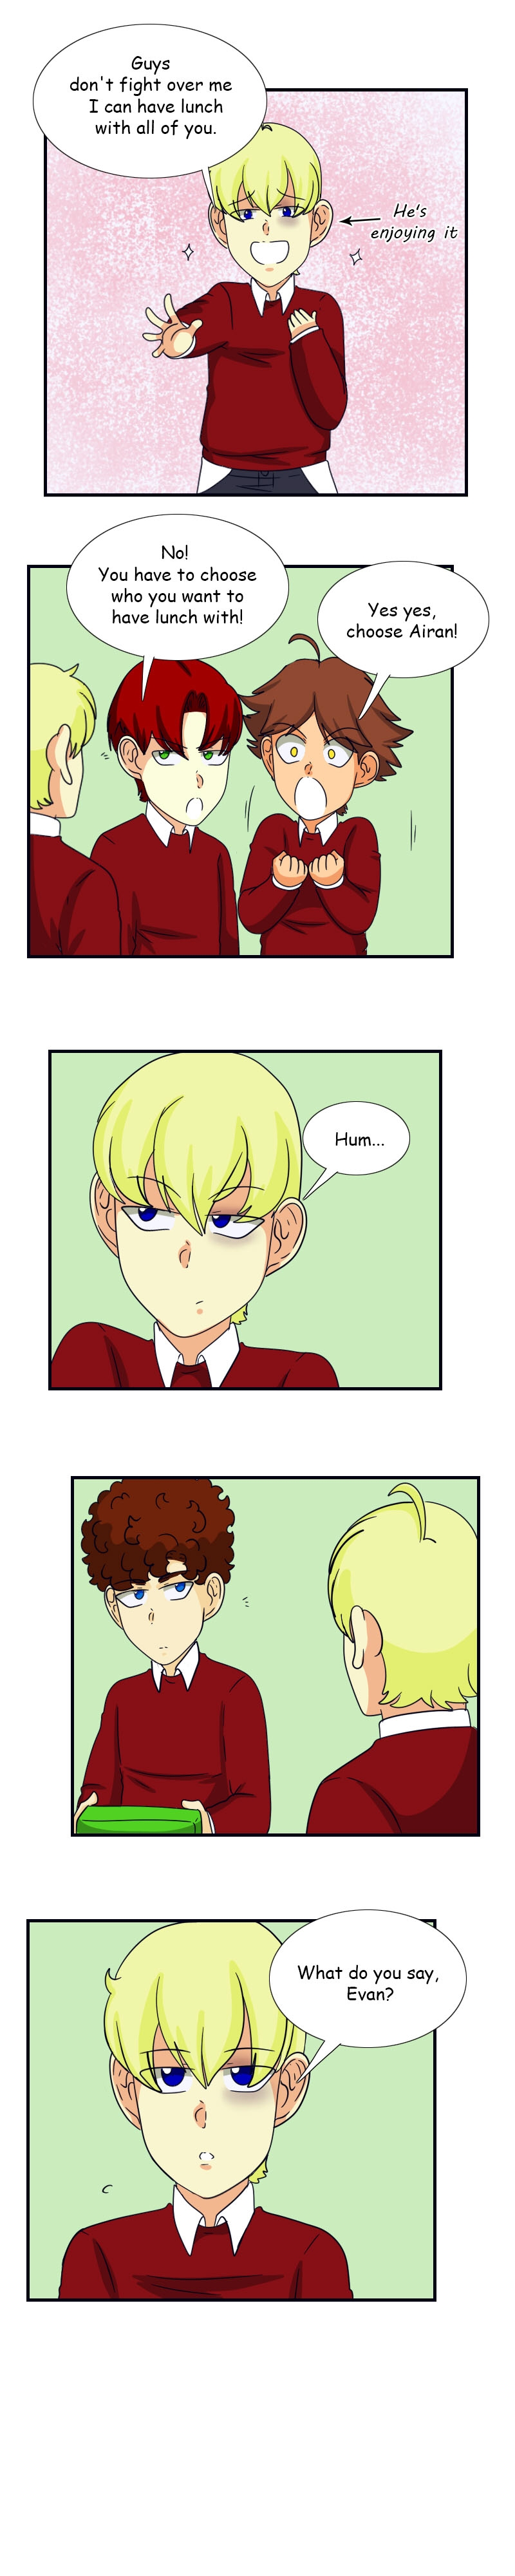 Guys
don't fight over me
I can have lunch
with all of you.
He's
enjoying it
No!
You have to choose
who you want to
have lunch with!
Yes yes,
choose Airan!
Hum...
What do you say,
Evan?